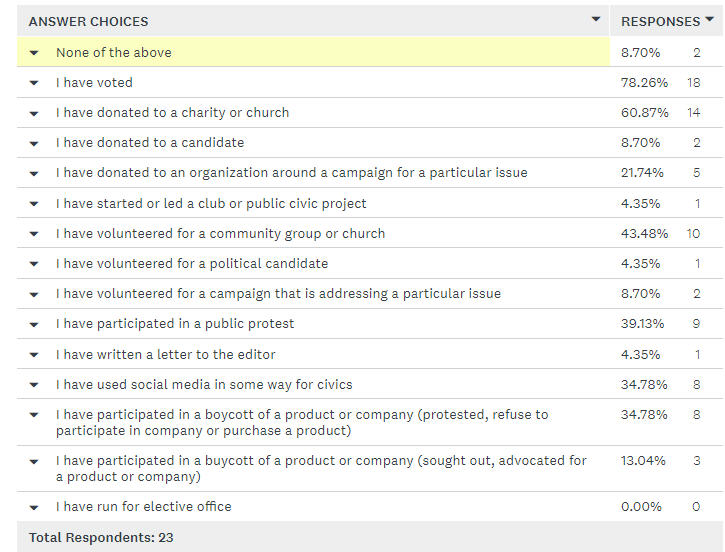 ANSWER CHOICES RESPONSES
None of the above 8.70% 2
I have voted 78.26% 18
I have donated to a charity or church 60.87% 14
I have donated to a candidate 8.70% 2
I have donated to an organization around a campaign for a particular issue 21.74% 5
I have started or led a club or public civic project 4.35% 1
I have volunteered for a community group or church 43.48% 10
I have volunteered for a political candidate 4.35% 1
I have volunteered for a campaign that is addressing a particular issue 8.70% 2
I have participated in a public protest 39.13% 9
I have written a letter to the editor 4.35% 1
I have used social media in some way for civics 34.78% 8
I have participated in a boycott of a product or company (protested, refuse to 34.78% 8
participate in company or purchase a product)
I have participated in a buycott of a product or company (sought out, advocated for 13.04% 3
a product or company)
I have run for elective office 0.00% 0
Total Respondents: 23